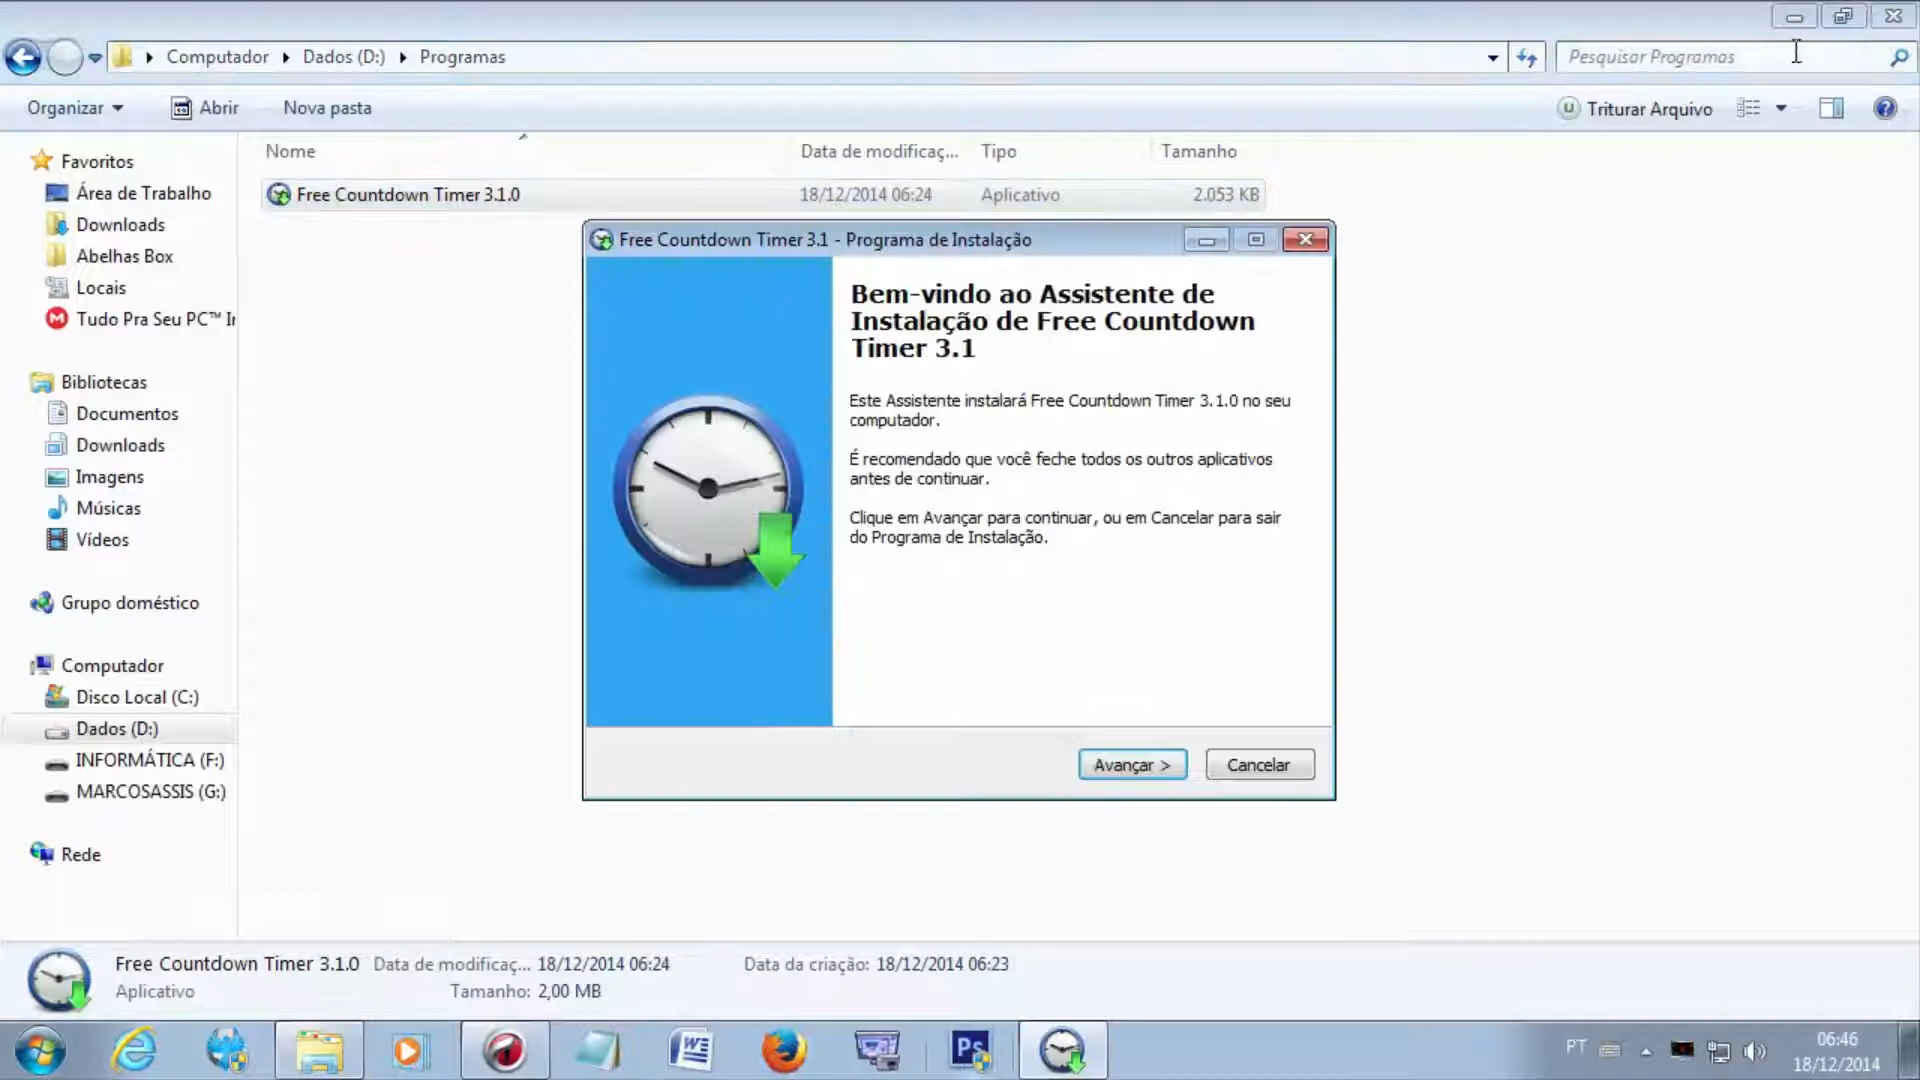 Computador Dados (D:) Programas
Pesquisar Programas
Organizar Abrir Nova pasta
Triturar Arquivo
Nome Data de modificaç... Tipo Tamanho
Free Countdown Timer 3.1.0 18/12/2014 06:24 Aplicativo 2.053 KB
Favoritos
Área de Trabalho
Downloads
Abelhas Box
Locais
Tudo Pra Seu PC™
Bibliotecas
Documentos
Downloads
Imagens
Músicas
Vídeos
Grupo doméstico
Computador
Disco Local (C:)
Dados (D:)
INFORMÁTICA (F:)
MARCOSASSIS (G:)
Rede
Free Countdown Timer 3.1 - Programa de Instalação
Bem-vindo ao Assistente de
Instalação de Free Countdown
Timer 3.1
Este Assistente instalará Free Countdown Timer 3.1.0 no seu
computador.
É recomendado que você feche todos os outros aplicativos
antes de continuar.
Clique em Avançar para continuar, ou em Cancelar para sair
do Programa de Instalação.
Avançar > Cancelar
Free Countdown Timer 3.1.0 Data de modificaç... 18/12/2014 06:24 Data da criação: 18/12/2014 06:23
Aplicativo Tamanho: 2,00 MB
Ps
PT
06:46
18/12/2014